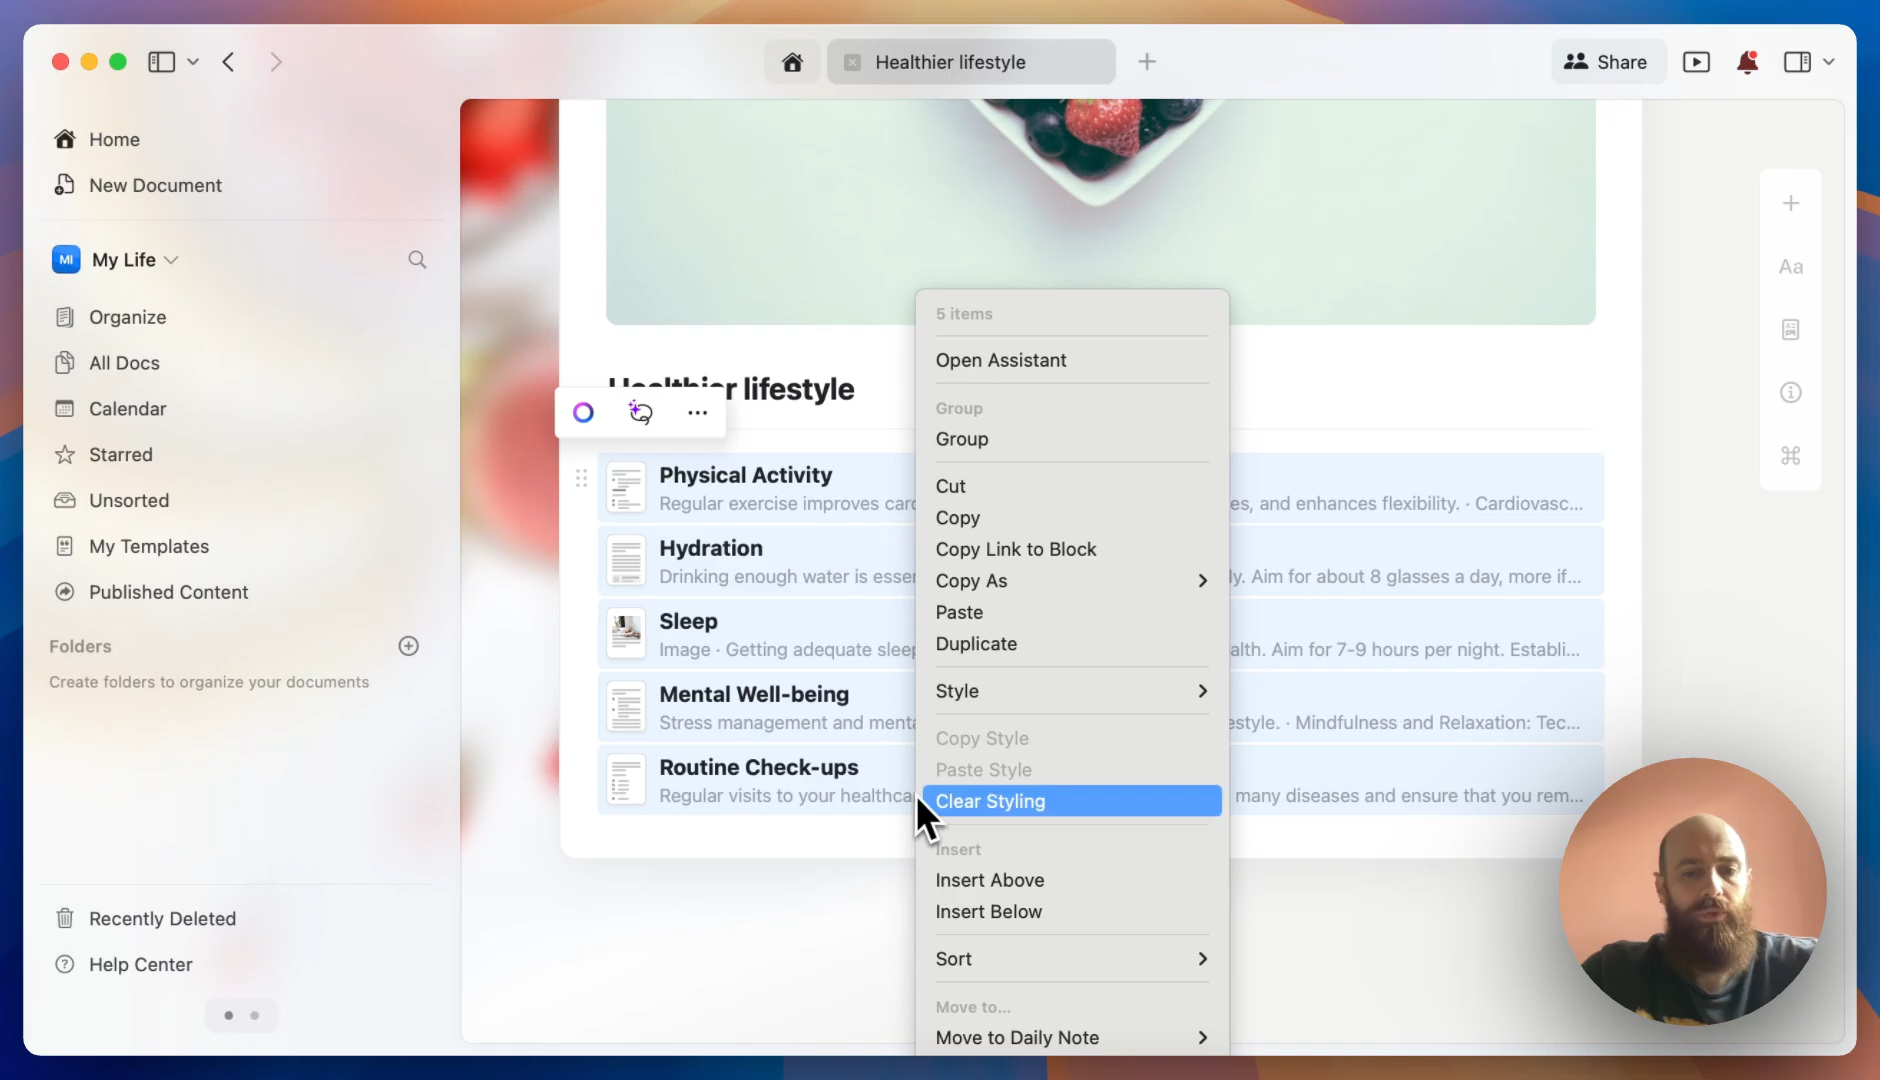 Healthier lifestyle
Share
Home
New Document
MI My Life
Organize
All Docs
Calendar
Starred
Unsorted
My Templates
Published Content
Folders
Create folders to organize your documents
Recently Deleted
Help Center
Healthier lifestyle
Physical Activity
Regular exercise improves car es, and enhances flexibility. · Cardiovasc...
Hydration
Drinking enough water is ly. Aim for about 8 glasses a day, more if...
Sleep
Image · Getting adequate alth. Aim for 7-9 hours per night. Establi...
Mental Well-being
Stress management and estyle. · Mindfulness and Relaxation: Tec...
Routine Check-ups
Regular visits to your many diseases and ensure that you rem...
5 items
Open Assistant
Group
Group
Cut
Copy
Copy Link to Block
Copy As
Paste
Duplicate
Style
Copy Style
Paste Style
Clear Styling
Insert
Insert Above
Insert Below
Sort
Move to...
Move to Daily Note
Aa